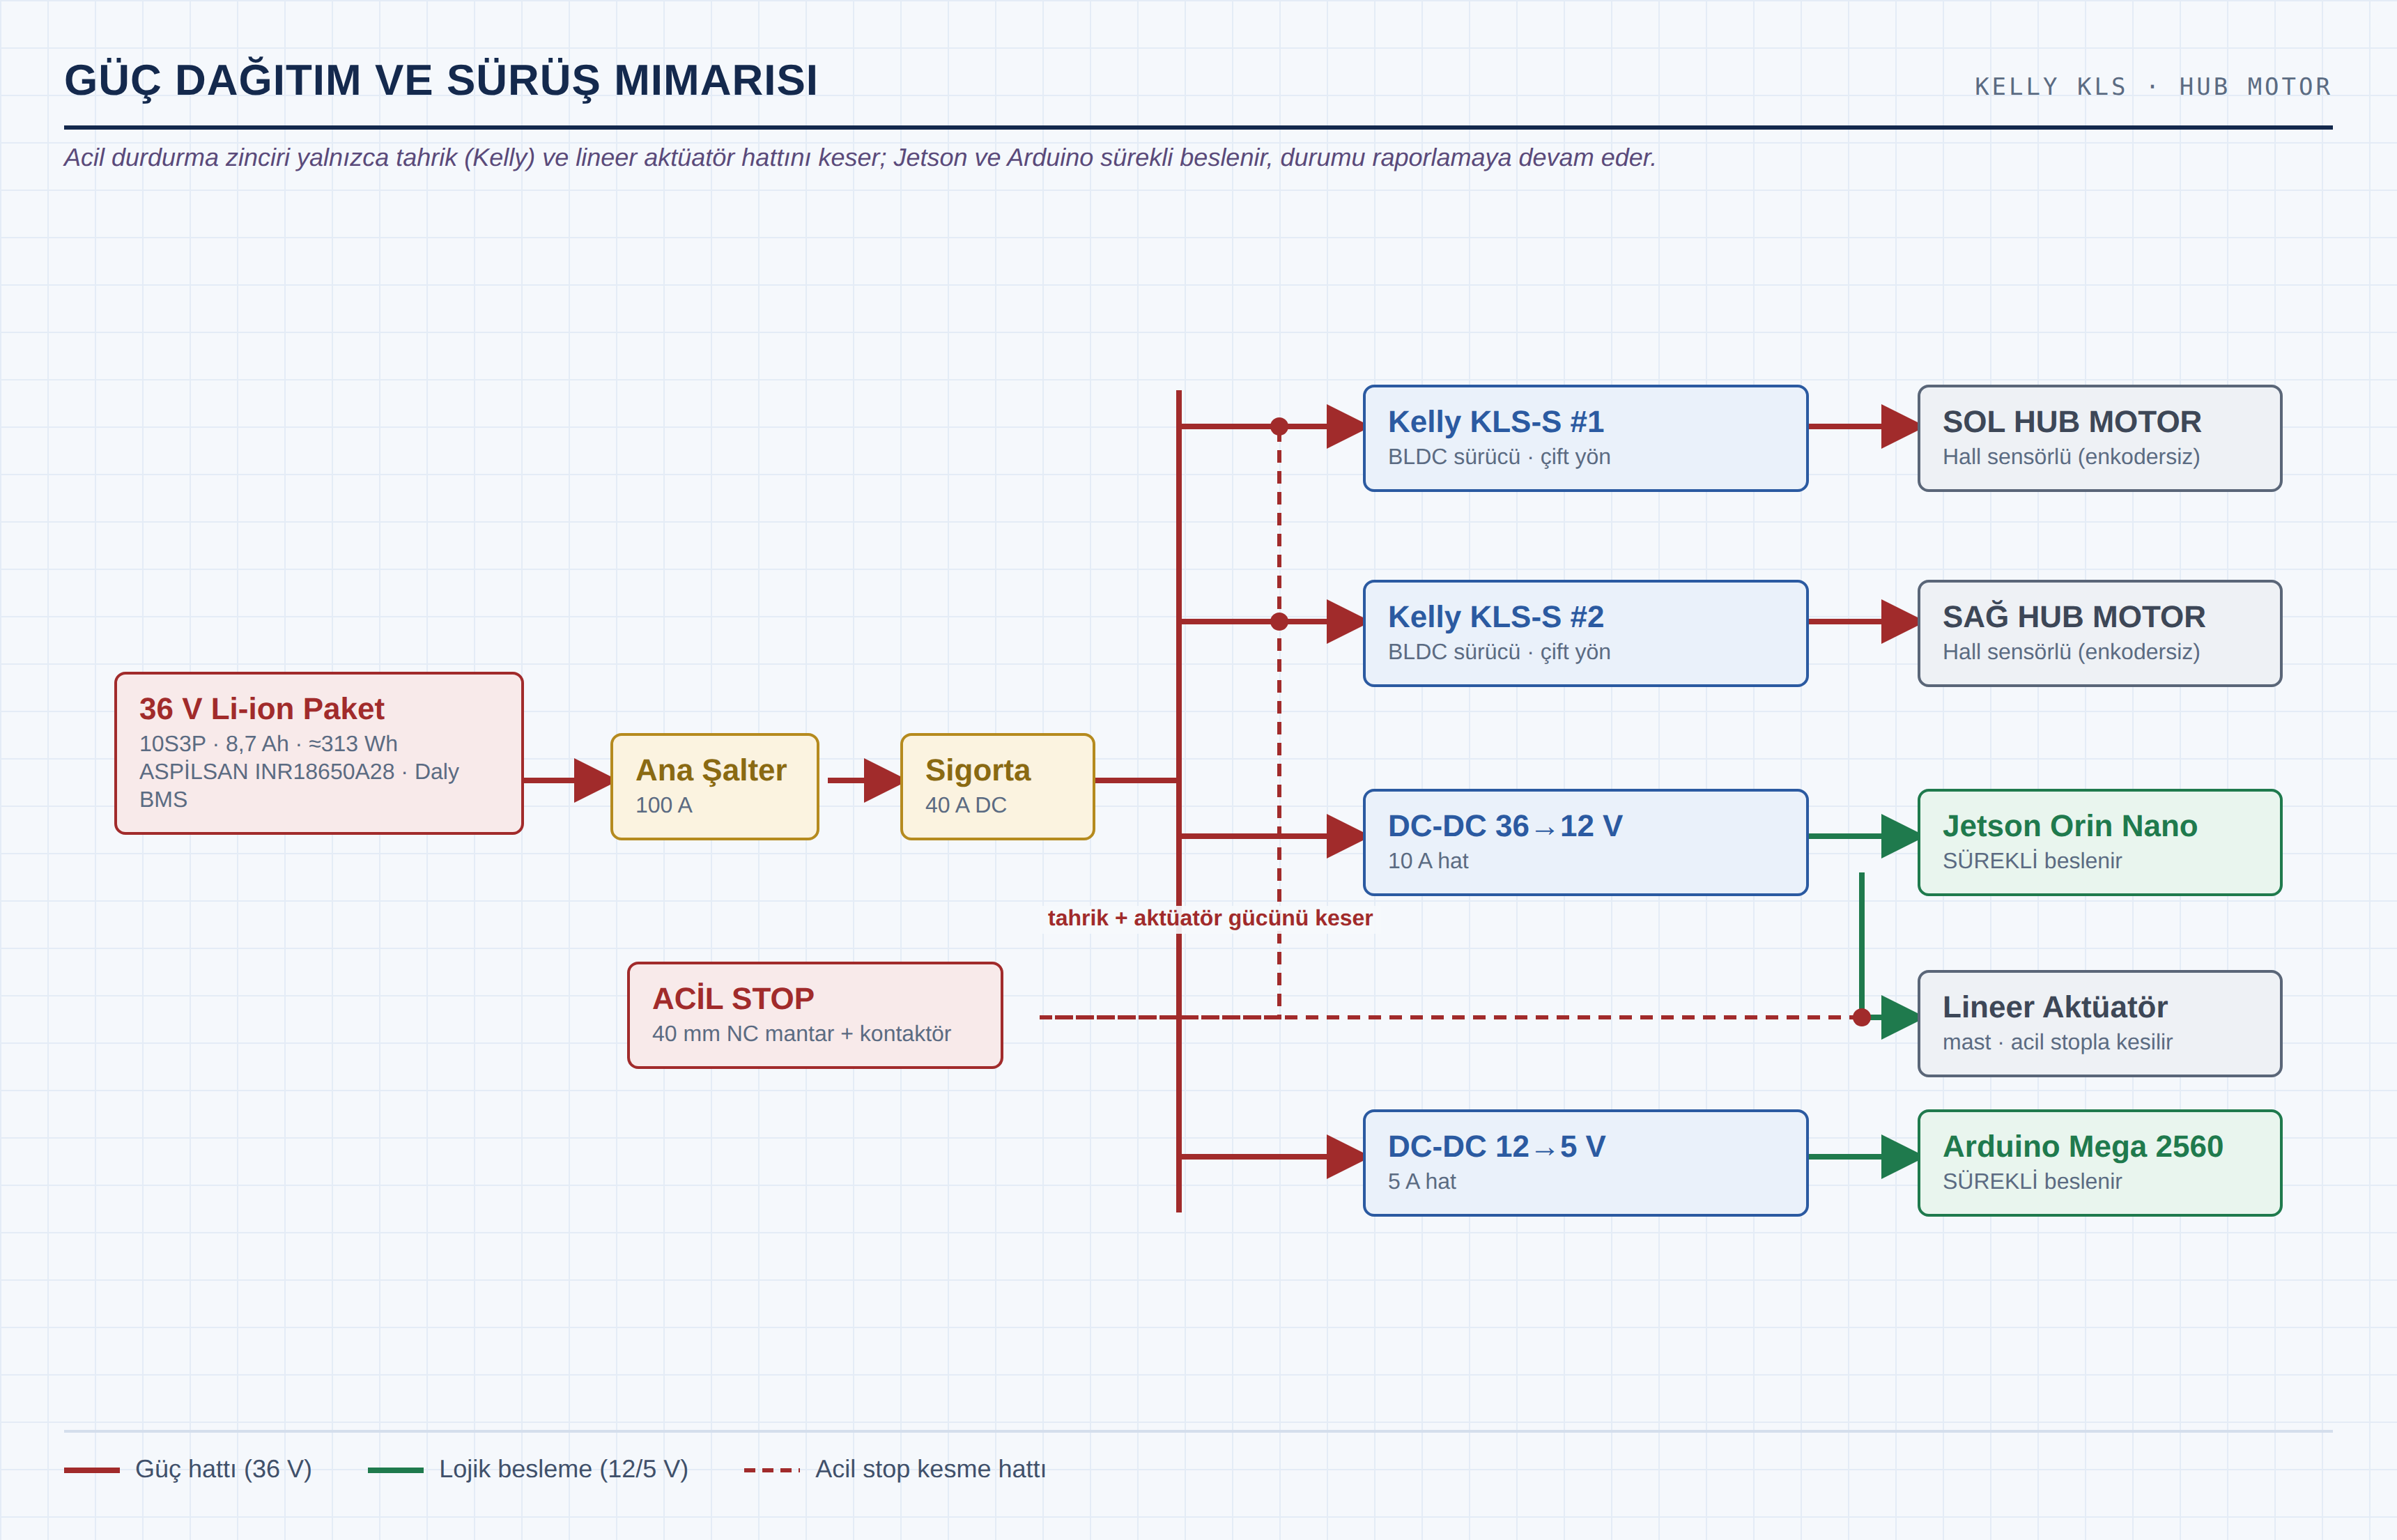 GÜÇ DAĞITIM VE SÜRÜŞ MIMARISI
KELLY KLS · HUB MOTOR
Acil durdurma zinciri yalnızca tahrik (Kelly) ve lineer aktüatör hattını keser; Jetson ve Arduino sürekli beslenir, durumu raporlamaya devam eder.
Kelly KLS-S #1
BLDC sürücü · çift yön
SOL HUB MOTOR
Hall sensörlü (enkodersiz)
Kelly KLS-S #2
BLDC sürücü · çift yön
SAĞ HUB MOTOR
Hall sensörlü (enkodersiz)
36 V Li-ion Paket
10S3P · 8,7 Ah · ≈313 Wh
ASPİLSAN INR18650A28 · Daly
BMS
Ana Şalter
100 A
Sigorta
40 A DC
DC-DC 36→12 V
10 A hat
Jetson Orin Nano
SÜREKLİ beslenir
tahrik + aktüatör gücünü keser
ACİL STOP
40 mm NC mantar + kontaktör
Lineer Aktüatör
mast · acil stopla kesilir
DC-DC 12→5 V
5 A hat
Arduino Mega 2560
SÜREKLİ beslenir
Güç hattı (36 V)
Lojik besleme (12/5 V)
Acil stop kesme hattı